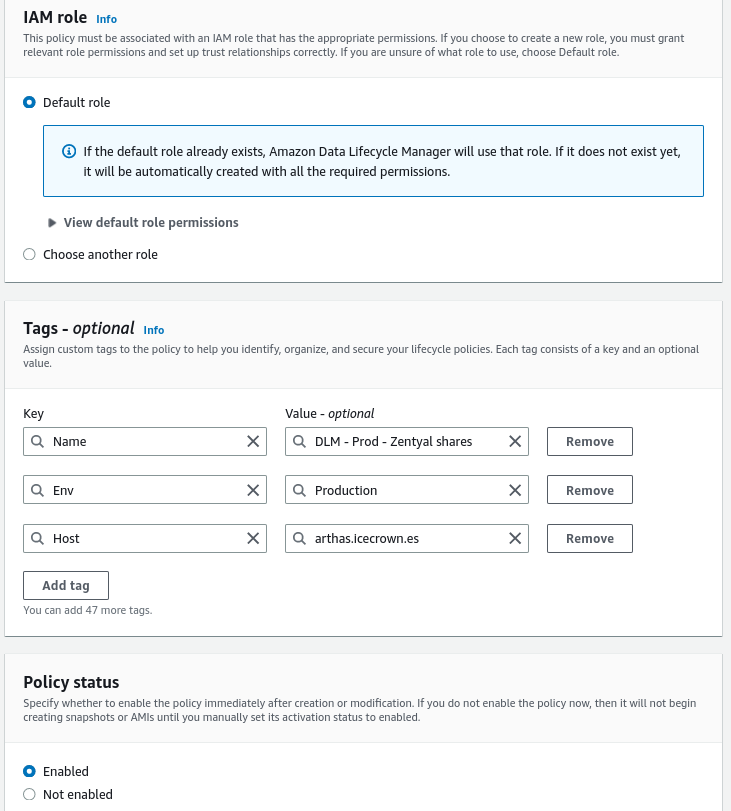 IAM role Info
This policy must be associated with an IAM role that has the appropriate permissions. If you choose to create a new role, you must grant
relevant role permissions and set up trust relationships correctly. If you are unsure of what role to use, choose Default role.
Default role
If the default role already exists, Amazon Data Lifecycle Manager will use that role. If it does not exist yet,
it will be automatically created with all the required permissions.
View default role permissions
Choose another role
Tags - optional Info
Assign custom tags to the policy to help you identify, organize, and secure your lifecycle policies. Each tag consists of a key and an optional
value.
Key Value - optional
Name DLM - Prod - Zentyal shares Remove
Env Production Remove
Host arthas.icecrown.es Remove
Add tag
You can add 47 more tags.
Policy status
Specify whether to enable the policy immediately after creation or modification. If you do not enable the policy now, then it will not begin
creating snapshots or AMIs until you manually set its activation status to enabled.
Enabled
Not enabled